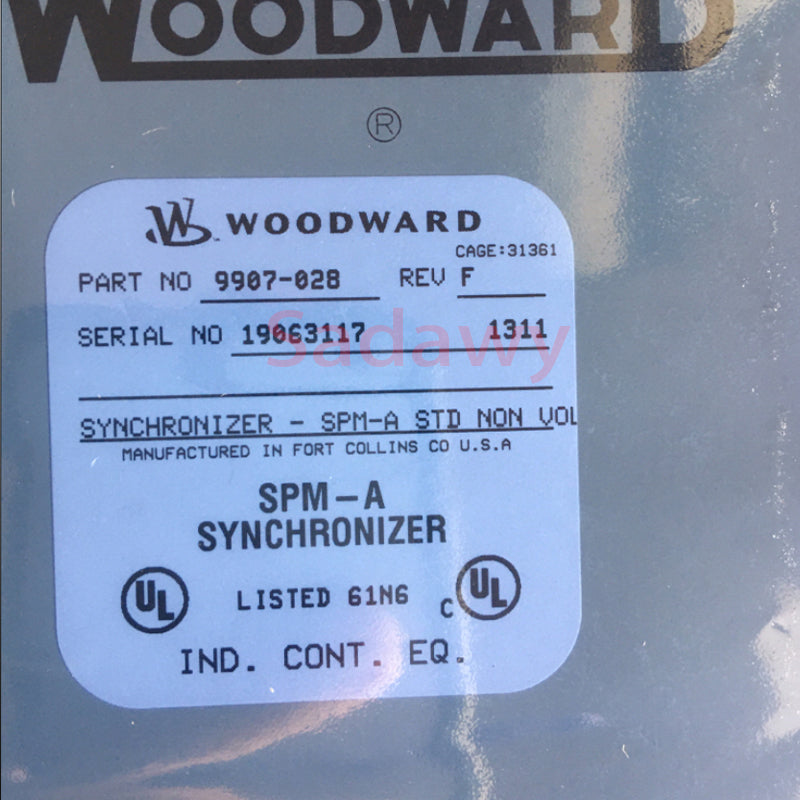 WOODWARD
®
WOODWARD
CAGE:31361
PART NO 9907-028 REV F
SERIAL NO 19063117 1311
Sadawy
SYNCHRONIZER - SPM-A STD NON VOL
MANUFACTURED IN FORT COLLINS CO U.S.A
SPM-A
SYNCHRONIZER
UL LISTED 61N6 C UL
IND. CONT. EQ.